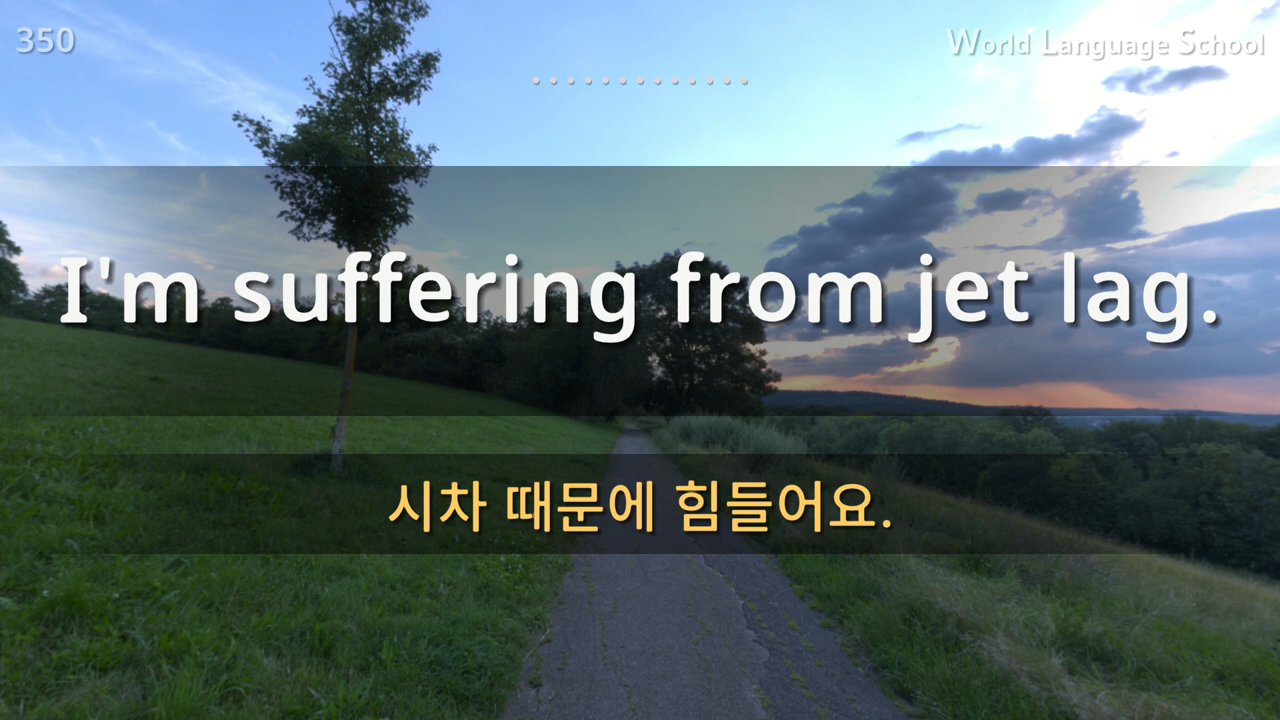 350
World Language School
I'm suffering from jet lag.
시차 때문에 힘들어요.